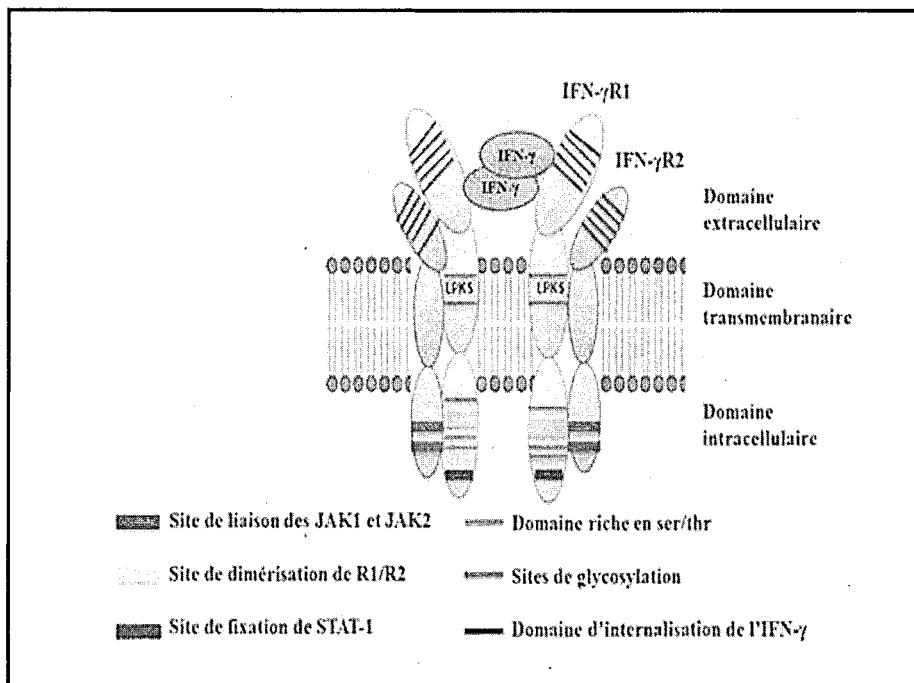 IFN-γR1
IFN-γ
IFN-γR2
IFN-γ
Domaine
extracellulaire
LPKS
LPKS
Domaine
transmembranaire
Domaine
intracellulaire
Site de liaison des JAK1 et JAK2
Domaine riche en ser/thr
Site de dimérisation de R1/R2
Sites de glycosylation
Site de fixation de STAT-1
Domaine d'internalisation de l'IFN-γ